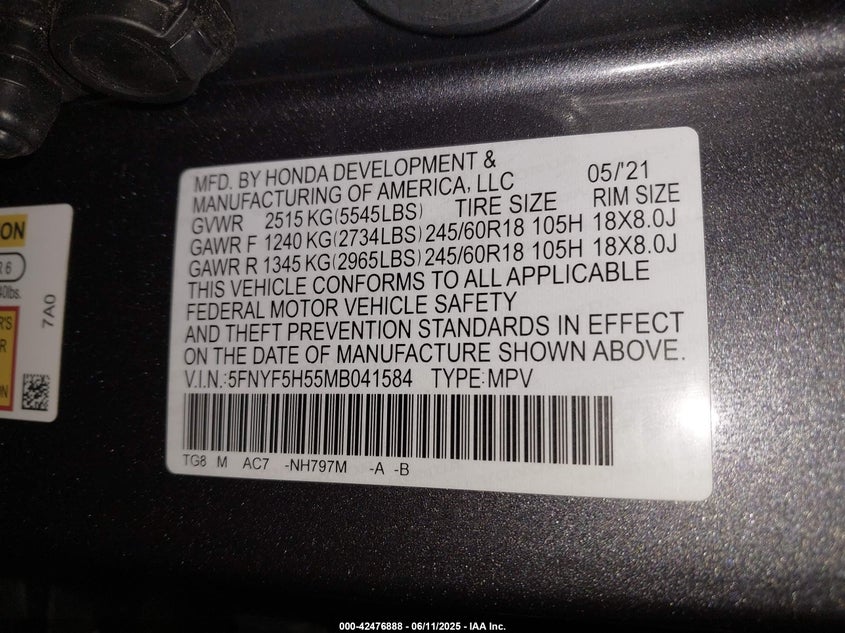 MFD. BY HONDA DEVELOPMENT & 05/'21
MANUFACTURING OF AMERICA, LLC
GVWR 2515 KG(5545LBS) TIRE SIZE RIM SIZE
GAWR F 1240 KG(2734LBS) 245/60R18 105H 18X8.0J
GAWR R 1345 KG(2965LBS) 245/60R18 105H 18X8.0J
THIS VEHICLE CONFORMS TO ALL APPLICABLE
FEDERAL MOTOR VEHICLE SAFETY
AND THEFT PREVENTION STANDARDS IN EFFECT
ON THE DATE OF MANUFACTURE SHOWN ABOVE.
V.I.N.:5FNYF5H55MB041584 TYPE:MPV
TG8 M AC7 -NH797M -A -B
ON
R 6
40lbs.
R'S
R
7A0
000-42476888 - 06/11/2025 - IAA Inc.